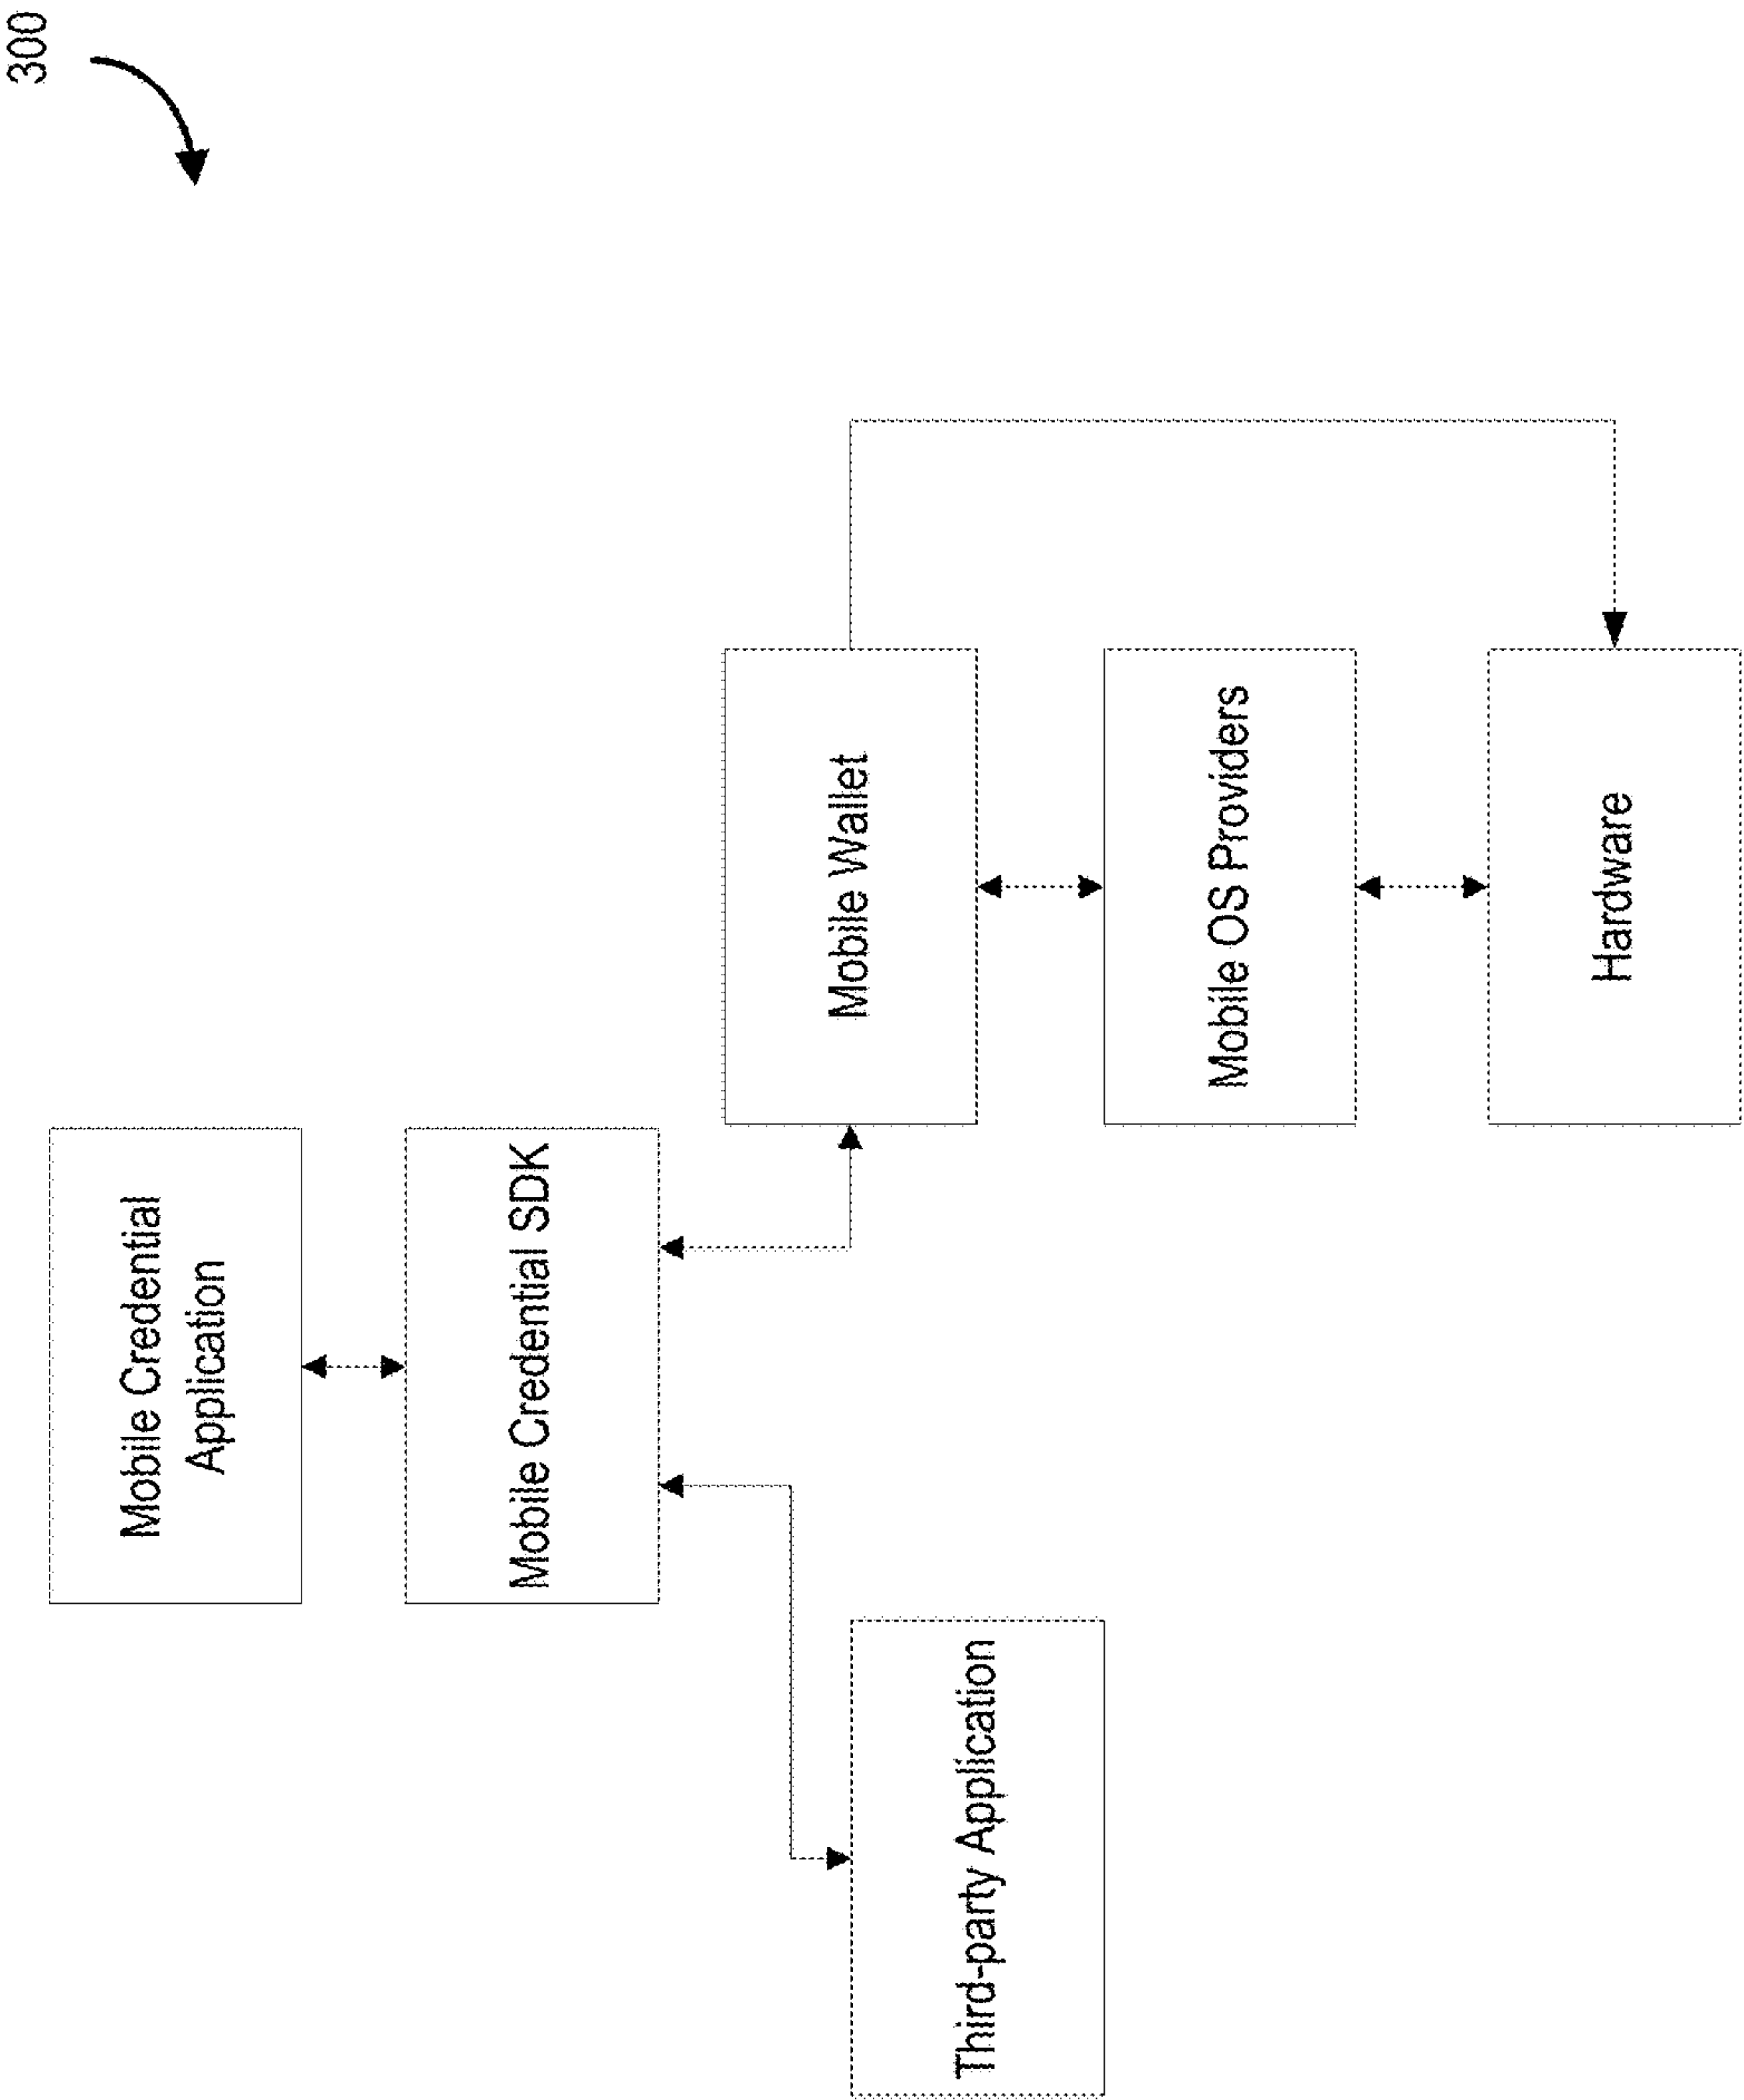 300
Mobile Credential
Application
Mobile Credential SDK
Third-party Application
Mobile Wallet
Mobile OS Providers
Hardware